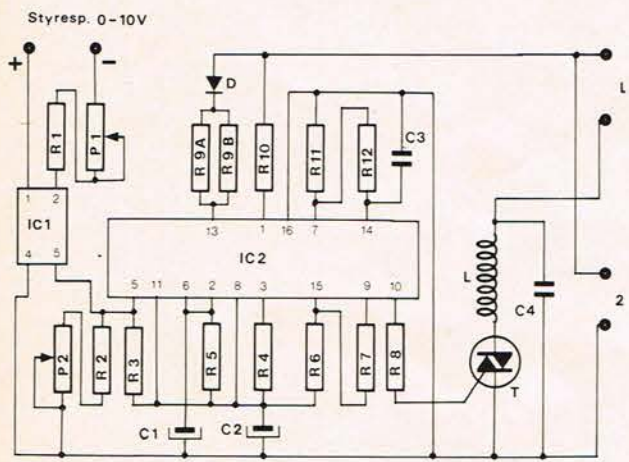 Styresp. 0-10V
+ -
D
R1 P1 R9A R9B R10 R11 R12 C3 L
1 2
IC1
4 5
13 1 16 7 14
IC2
5 11 6 2 8 3 15 9 10
L C4 2
P2 R2 R3 R5 R4 R6 R7 R8
T
C1 C2